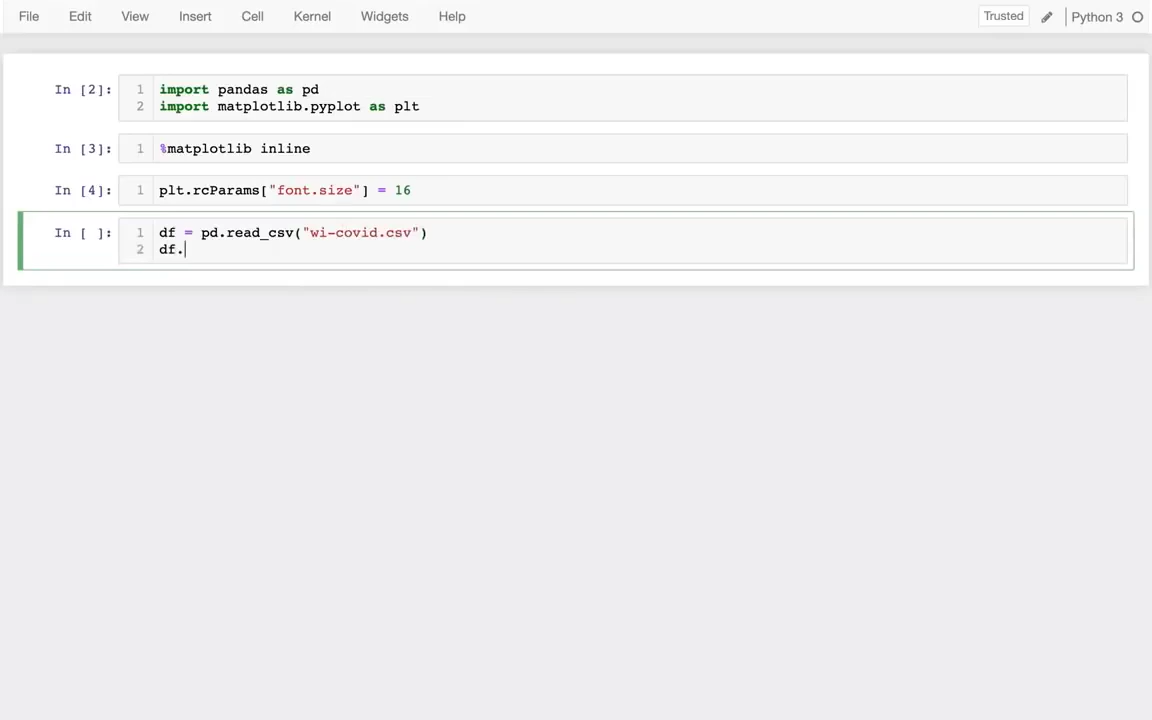 File Edit View Insert Cell Kernel Widgets Help Trusted Python 3
In [2]: 1 import pandas as pd
2 import matplotlib.pyplot as plt
In [3]: 1 %matplotlib inline
In [4]: 1 plt.rcParams["font.size"] = 16
In [ ]: 1 df = pd.read_csv("wi-covid.csv")
2 df.